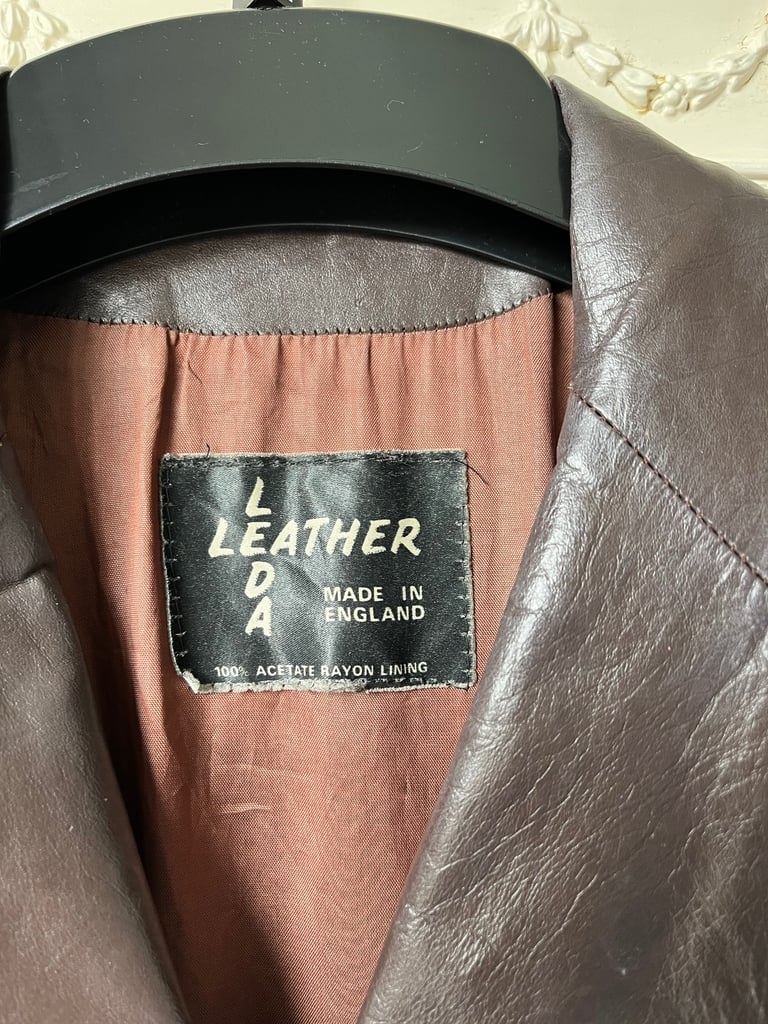 LEDA
LEATHER
MADE IN
ENGLAND
100% ACETATE RAYON LINING